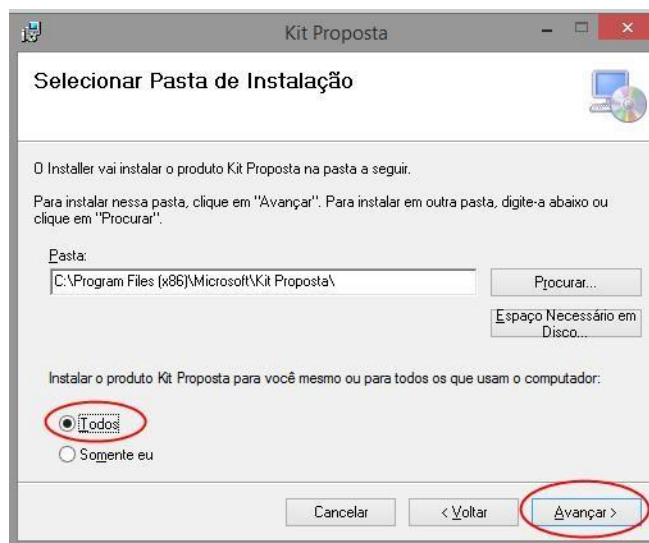 Kit Proposta
Selecionar Pasta de Instalação
O Installer vai instalar o produto Kit Proposta na pasta a seguir.
Para instalar nessa pasta, clique em "Avançar". Para instalar em outra pasta, digite-a abaixo ou
clique em "Procurar".
Pasta:
C:\Program Files (x86)\Microsoft\Kit Proposta\
Procurar...
Espaço Necessário em
Disco...
Instalar o produto Kit Proposta para você mesmo ou para todos os que usam o computador:
Todos
Somente eu
Cancelar
< Voltar
Avançar >